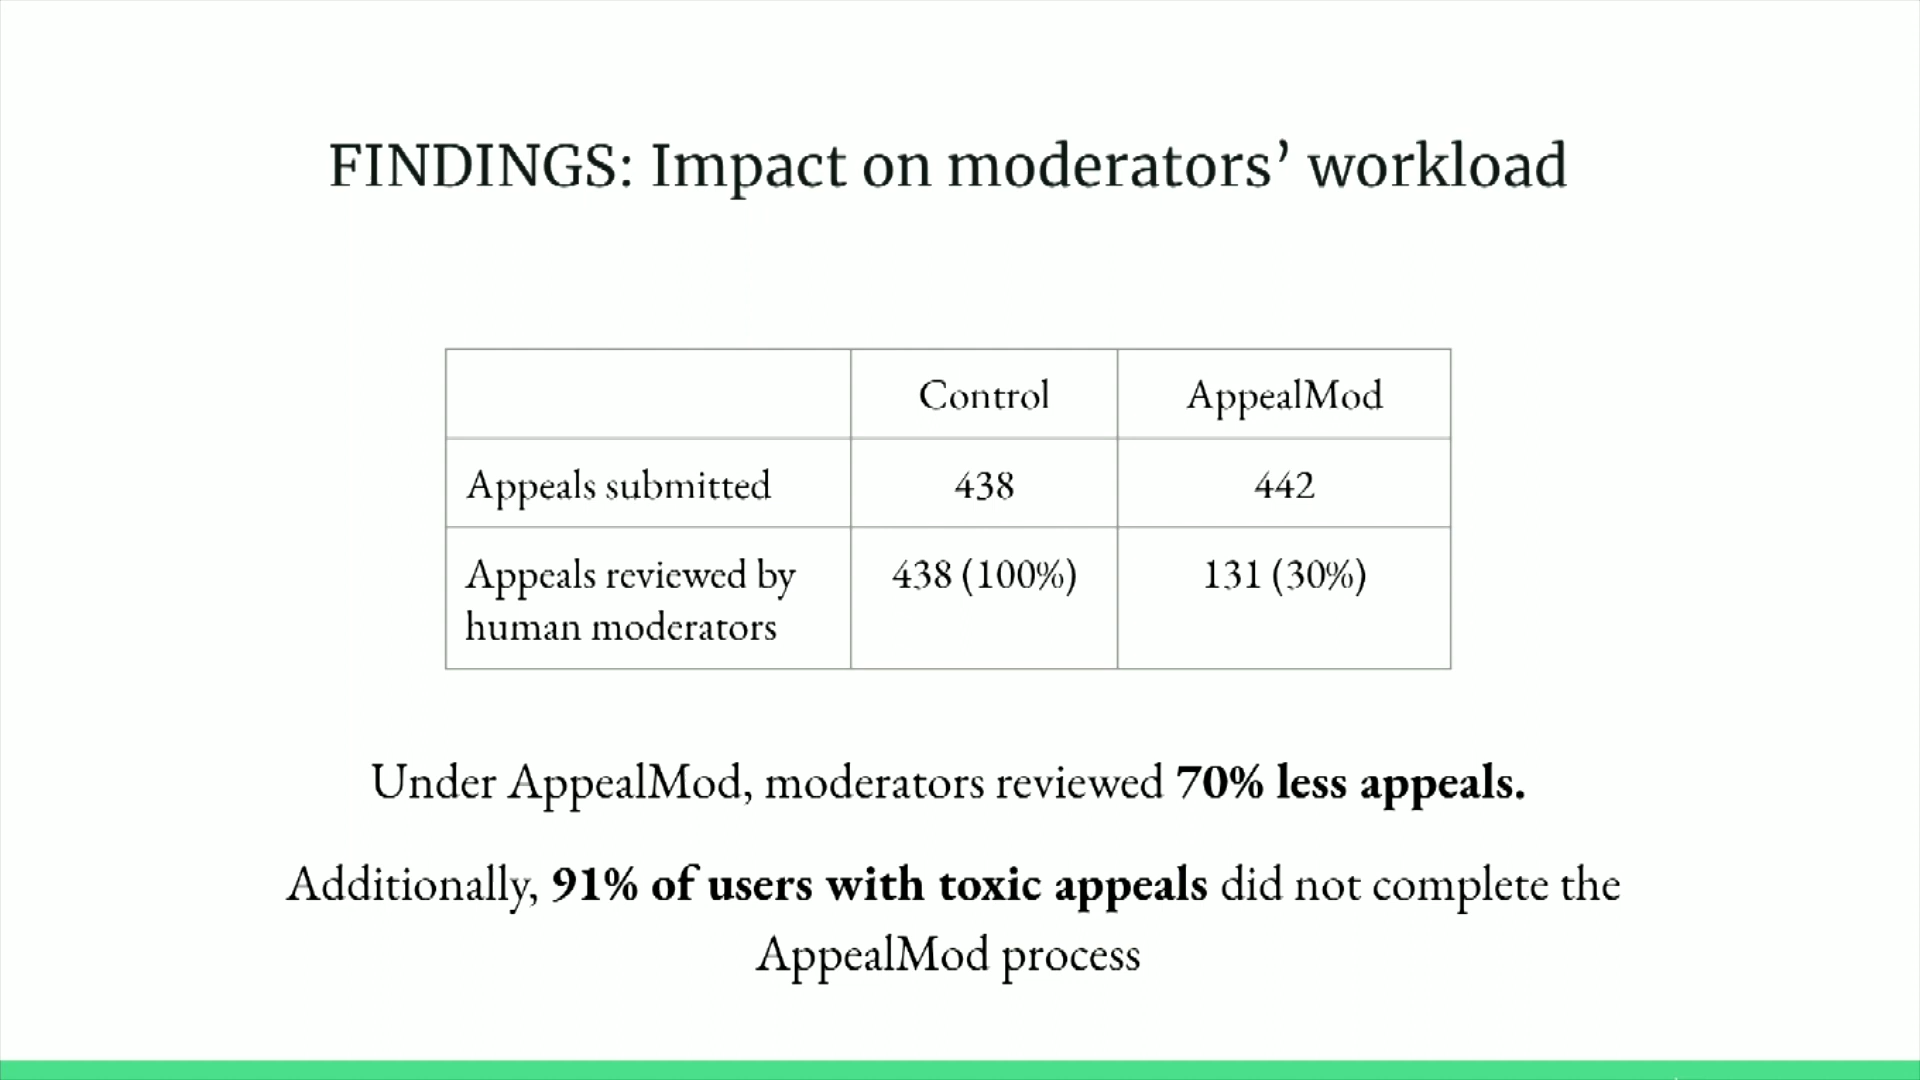 FINDINGS: Impact on moderators’ workload
Control AppealMod
Appeals submitted 438 442
Appeals reviewed by 438 (100%) 131 (30%)
human moderators
Under AppealMod, moderators reviewed 70% less appeals.
Additionally, 91% of users with toxic appeals did not complete the
AppealMod process